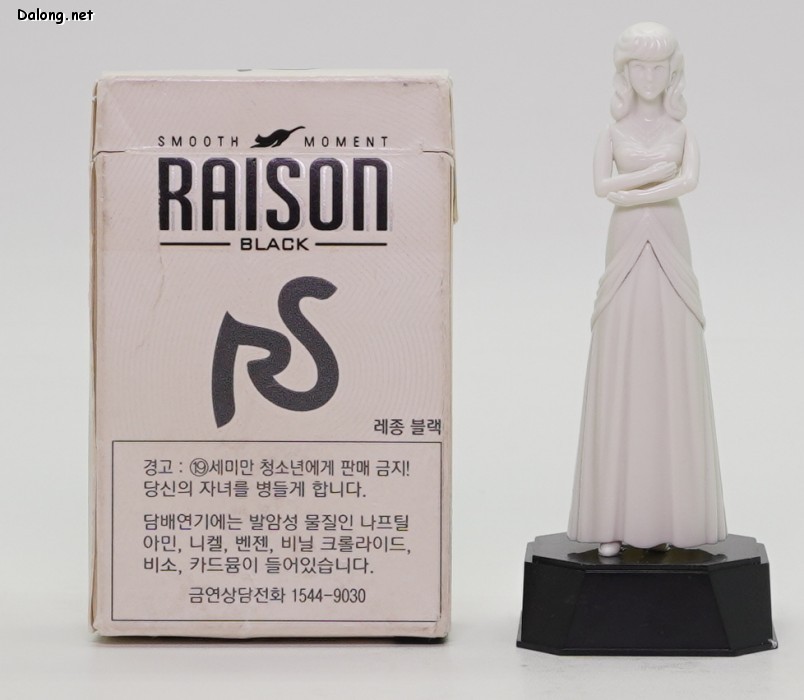 Dalong.net
SMOOTH MOMENT
RAISON
BLACK
RS
레종 블랙
경고 : ⑲세미만 청소년에게 판매 금지!
당신의 자녀를 병들게 합니다.
담배연기에는 발암성 물질인 나프틸
아민, 니켈, 벤젠, 비닐 크롤라이드,
비소, 카드뮴이 들어있습니다.
금연상담전화 1544-9030